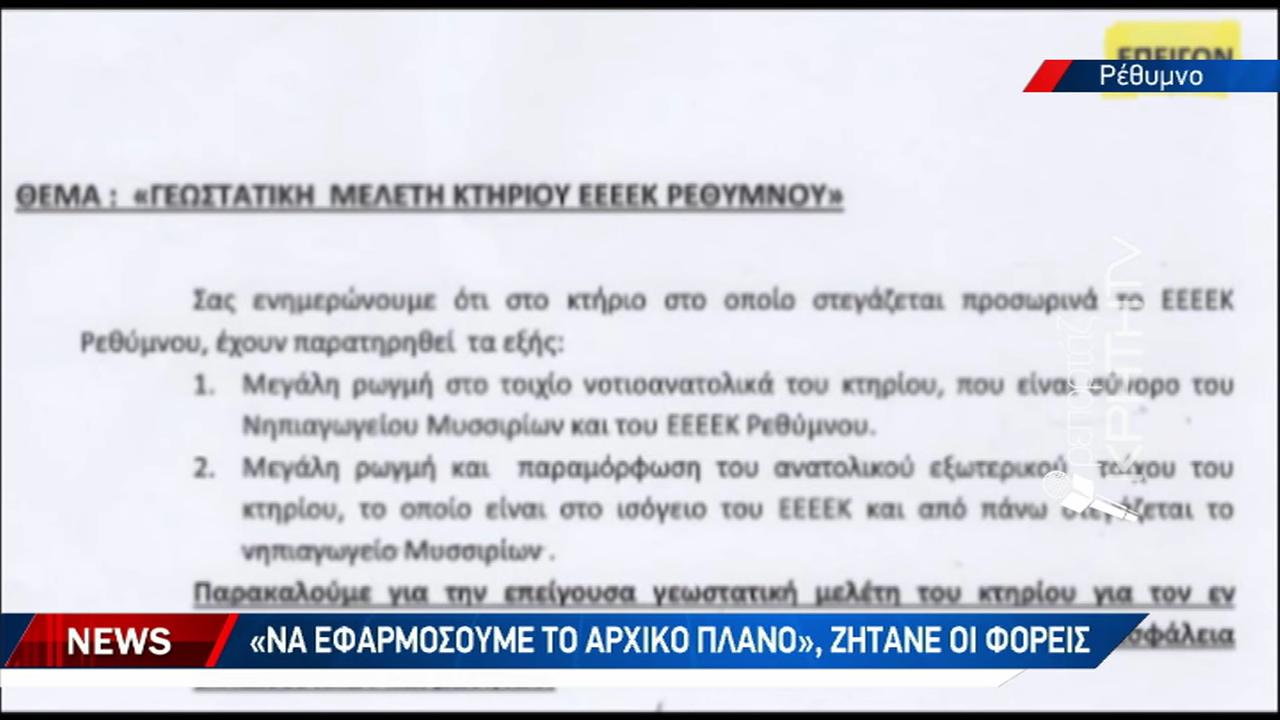 ΕΠΕΙΓΟΝ
Ρέθυμνο
ΘΕΜΑ : «ΓΕΩΣΤΑΤΙΚΗ ΜΕΛΕΤΗ ΚΤΗΡΙΟΥ ΕΕΕΕΚ ΡΕΘΥΜΝΟΥ»
Σας ενημερώνουμε ότι στο κτήριο στο οποίο στεγάζεται προσωρινά το ΕΕΕΕΚ
Ρεθύμνου, έχουν παρατηρηθεί τα εξής:
1. Μεγάλη ρωγμή στο τοιχίο νοτιοανατολικά του κτηρίου, που είναι σύνορο του
Νηπιαγωγείου Μυσσιρίων και του ΕΕΕΕΚ Ρεθύμνου.
2. Μεγάλη ρωγμή και παραμόρφωση του ανατολικού εξωτερικού τοίχου του
κτηρίου, το οποίο είναι στο ισόγειο του ΕΕΕΕΚ και από πάνω στεγάζεται το
νηπιαγωγείο Μυσσιρίων .
Παρακαλούμε για την επείγουσα γεωστατική μελέτη του κτηρίου για τον εν
ΚΡΗΤΗ TV
NEWS
«ΝΑ ΕΦΑΡΜΟΣΟΥΜΕ ΤΟ ΑΡΧΙΚΟ ΠΛΑΝΟ», ΖΗΤΑΝΕ ΟΙ ΦΟΡΕΙΣ